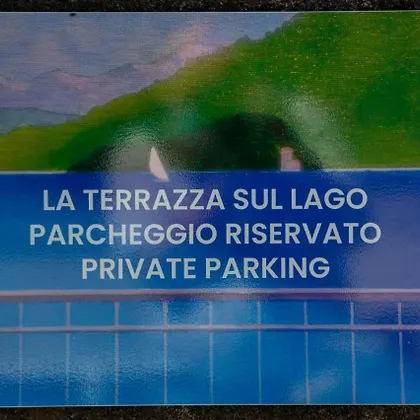 LA TERRAZZA SUL LAGO
PARCHEGGIO RISERVATO
PRIVATE PARKING